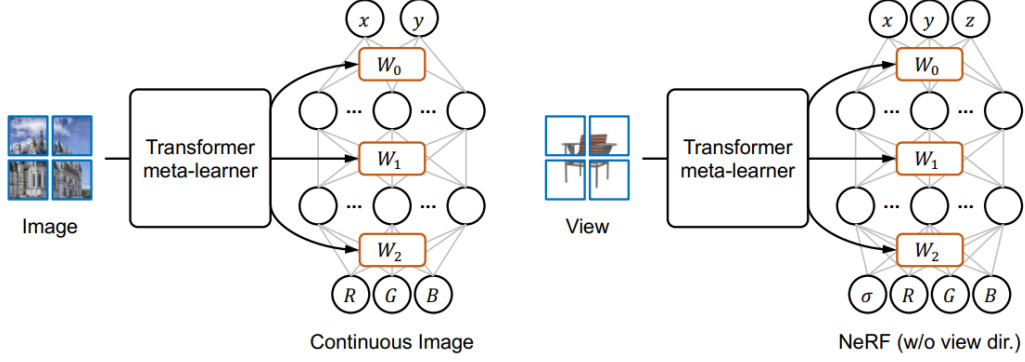 x y
W₀
... ...
Transformer
meta-learner
W₁
... ...
W₂
R G B
Image
Continuous Image
x y z
W₀
... ...
Transformer
meta-learner
W₁
... ...
W₂
σ R G B
View
NeRF (w/o view dir.)